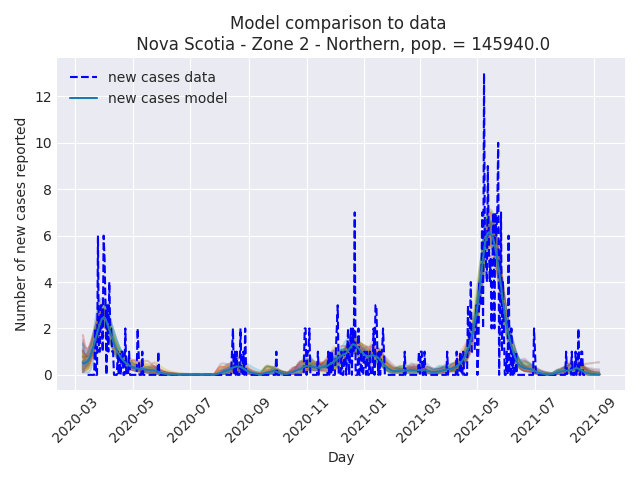 Model comparison to data
Nova Scotia - Zone 2 - Northern, pop. = 145940.0
new cases data
new cases model
Number of new cases reported
12
10
8
6
4
2
0
2020-03
2020-05
2020-07
2020-09
2020-11
2021-01
2021-03
2021-05
2021-07
2021-09
Day